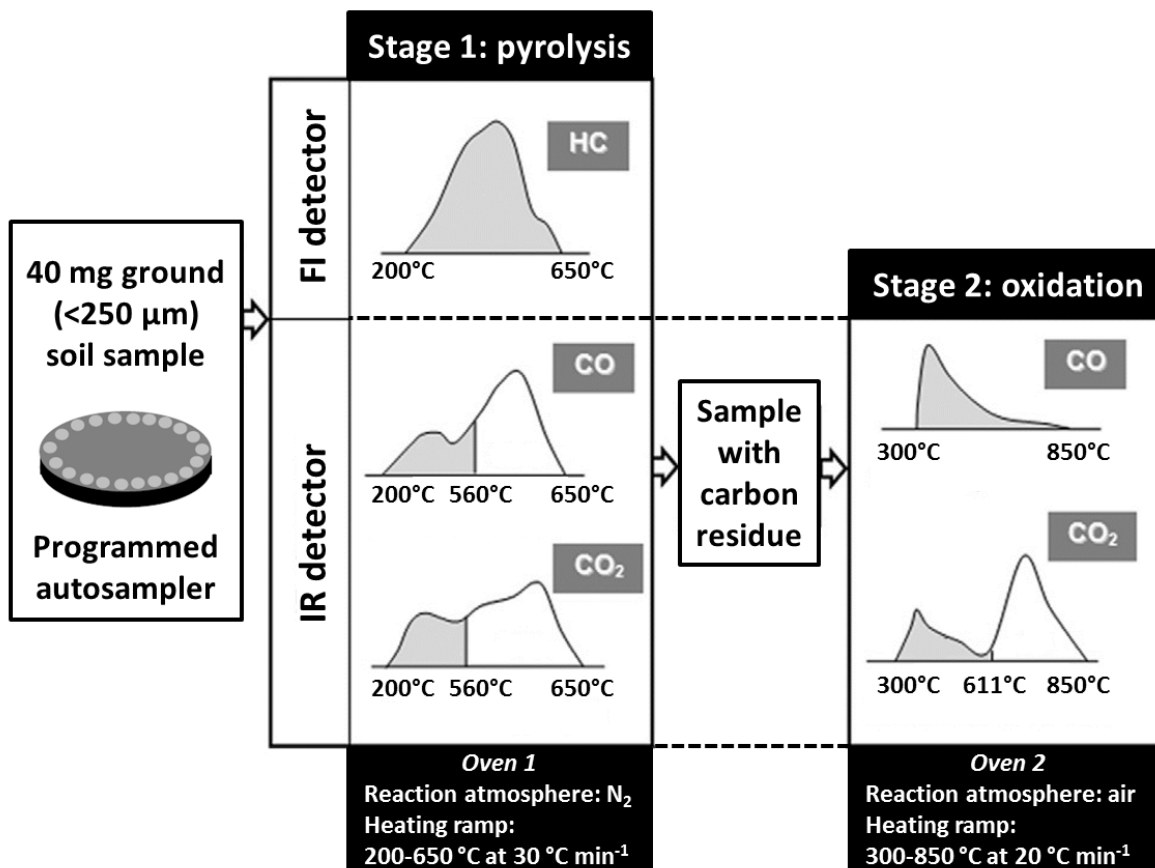 Stage 1: pyrolysis
FI detector
HC
200°C 650°C
40 mg ground
(<250 µm)
soil sample
Programmed
autosampler
IR detector
CO
200°C 560°C 650°C
CO₂
200°C 560°C 650°C
Oven 1
Reaction atmosphere: N₂
Heating ramp:
200-650 °C at 30 °C min⁻¹
Sample
with
carbon
residue
Stage 2: oxidation
CO
300°C 850°C
CO₂
300°C 611°C 850°C
Oven 2
Reaction atmosphere: air
Heating ramp:
300-850 °C at 20 °C min⁻¹